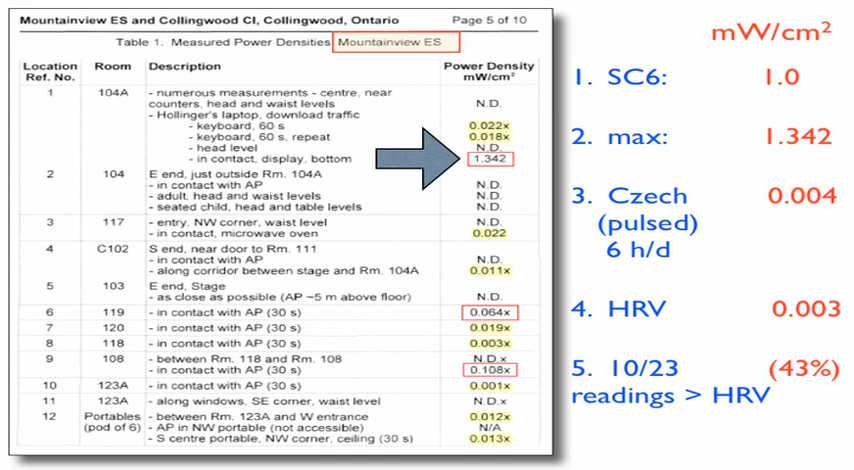 Mountainview ES and Collingwood CI, Collingwood, Ontario Page 5 of 10
Table 1. Measured Power Densities Mountainview ES
Location Ref. No. Room Description Power Density mW/cm²
1 104A - numerous measurements - centre, near
counters, head and waist levels N.D.
- Hollinger's laptop, download traffic
- keyboard, 60 s 0.022x
- keyboard, 60 s, repeat 0.018x
- head level N.D.
- in contact, display, bottom 1.342
2 104 E end, just outside Rm. 104A
- in contact with AP N.D.
- adult, head and waist levels N.D.
- seated child, head and table levels N.D.
3 117 - entry, NW corner, waist level N.D.
- in contact, microwave oven 0.022
4 C102 S end, near door to Rm. 111
- in contact with AP N.D.
- along corridor between stage and Rm. 104A 0.011x
5 103 E end, Stage
- as close as possible (AP ~5 m above floor) N.D.
6 119 - in contact with AP (30 s) 0.064x
7 120 - in contact with AP (30 s) 0.019x
8 118 - in contact with AP (30 s) 0.003x
9 108 - between Rm. 118 and Rm. 108 N.D.x
- in contact with AP (30 s) 0.108x
10 123A - in contact with AP (30 s) 0.001x
11 123A - along windows, SE corner, waist level N.D.x
12 Portables - between Rm. 123A and W entrance 0.012x
(pod of 6) - AP in NW portable (not accessible) N/A
- S centre portable, NW corner, ceiling (30 s) 0.013x
mW/cm²
1. SC6: 1.0
2. max: 1.342
3. Czech 0.004
(pulsed)
6 h/d
4. HRV 0.003
5. 10/23 (43%)
readings > HRV